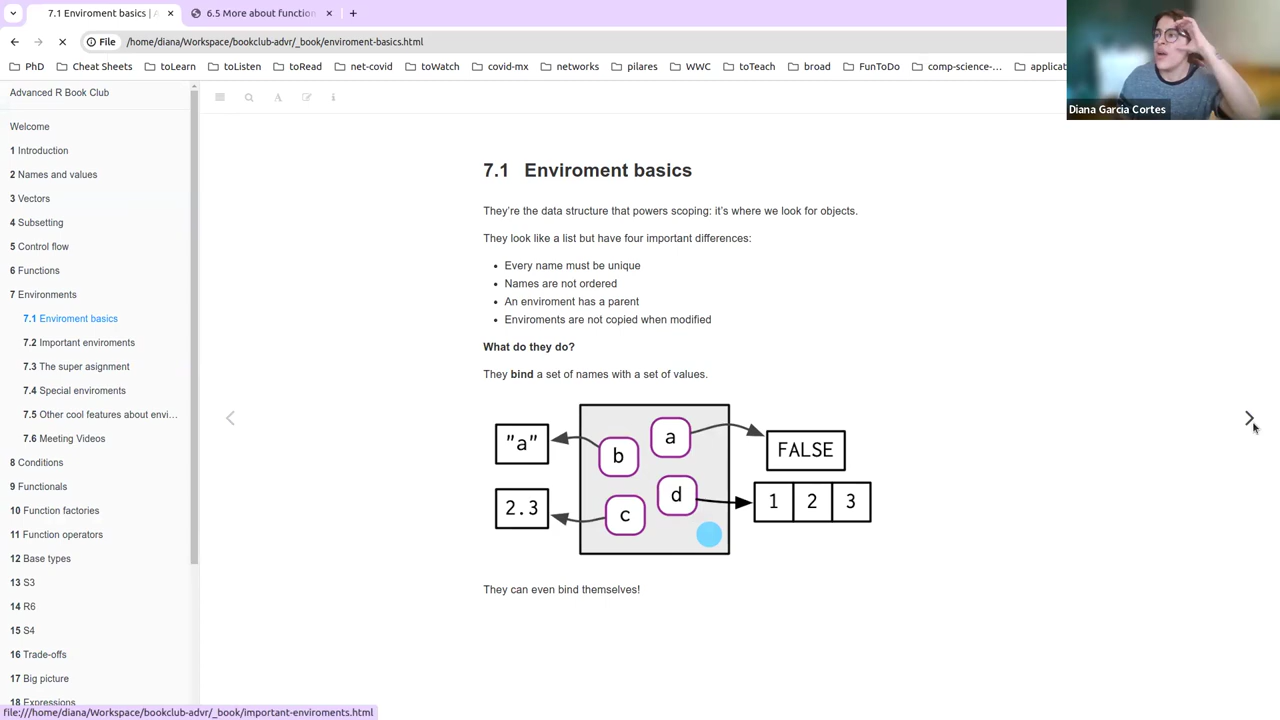 7.1 Enviroment basics | A
6.5 More about function
File
/home/diana/Workspace/bookclub-advr/_book/enviroment-basics.html
PhD
Cheat Sheets
toLearn
toListen
toRead
net-covid
toWatch
covid-mx
networks
pilares
WWC
toTeach
broad
FunToDo
comp-science-...
applicat
Diana Garcia Cortes
Advanced R Book Club
Welcome
1 Introduction
2 Names and values
3 Vectors
4 Subsetting
5 Control flow
6 Functions
7 Environments
7.1 Enviroment basics
7.2 Important enviroments
7.3 The super asignment
7.4 Special enviroments
7.5 Other cool features about envi...
7.6 Meeting Videos
8 Conditions
9 Functionals
10 Function factories
11 Function operators
12 Base types
13 S3
14 R6
15 S4
16 Trade-offs
17 Big picture
18 Expressions
7.1 Enviroment basics
They're the data structure that powers scoping: it's where we look for objects.
They look like a list but have four important differences:
• Every name must be unique
• Names are not ordered
• An enviroment has a parent
• Enviroments are not copied when modified
What do they do?
They bind a set of names with a set of values.
"a"
b
a
FALSE
2.3
c
d
1 2 3
They can even bind themselves!
file:///home/diana/Workspace/bookclub-advr/_book/important-enviroments.html